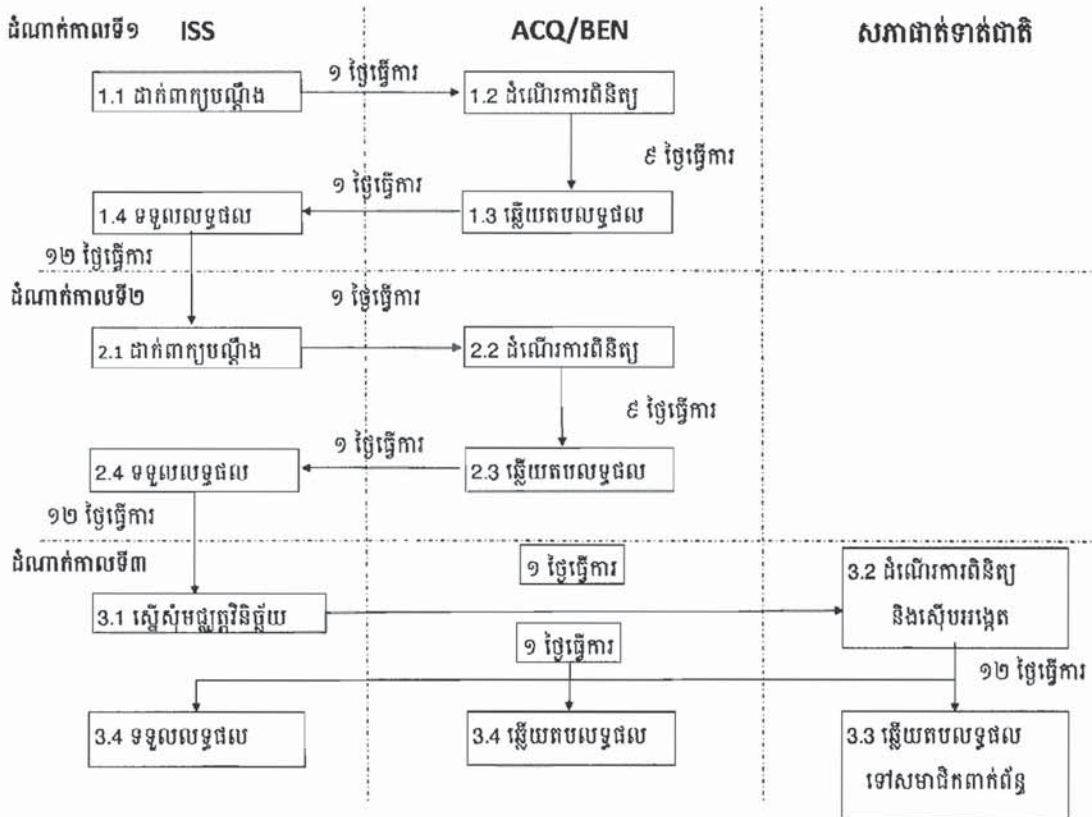 ដំណាក់កាលទី១ ISS ACQ/BEN សភាផាត់ទាត់ជាតិ
១ ថ្ងៃធ្វើការ
1.1 ដាក់ពាក្យបណ្តឹង
1.2 ដំណើរការពិនិត្យ
៩ ថ្ងៃធ្វើការ
១ ថ្ងៃធ្វើការ
1.4 ទទួលលទ្ធផល
1.3 ឆ្លើយតបលទ្ធផល
១២ ថ្ងៃធ្វើការ
ដំណាក់កាលទី២
១ ថ្ងៃធ្វើការ
2.1 ដាក់ពាក្យបណ្តឹង
2.2 ដំណើរការពិនិត្យ
៩ ថ្ងៃធ្វើការ
១ ថ្ងៃធ្វើការ
2.4 ទទួលលទ្ធផល
2.3 ឆ្លើយតបលទ្ធផល
១២ ថ្ងៃធ្វើការ
ដំណាក់កាលទី៣
១ ថ្ងៃធ្វើការ
3.1 ស្នើសុំមជ្ឈត្តវិនិច្ឆ័យ
3.2 ដំណើរការពិនិត្យ
និងស៊ើបអង្កេត
១ ថ្ងៃធ្វើការ
១២ ថ្ងៃធ្វើការ
3.4 ទទួលលទ្ធផល
3.4 ឆ្លើយតបលទ្ធផល
3.3 ឆ្លើយតបលទ្ធផល
ទៅសមាជិកពាក់ព័ន្ធ